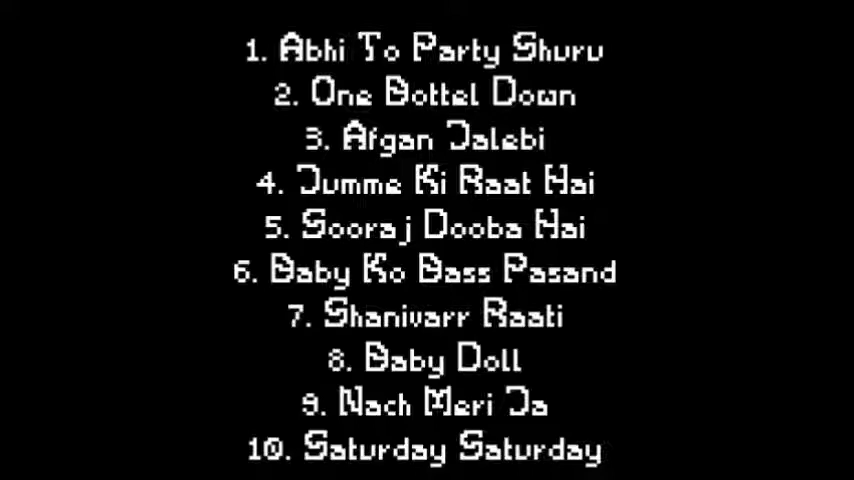 1. Abhi To Party Shuru
2. One Bottel Down
3. Afgan Jalebi
4. Jumme Ki Raat Hai
5. Sooraj Dooba Hai
6. Baby Ko Bass Pasand
7. Shanivarr Raati
8. Baby Doll
9. Nach Meri Ja
10. Saturday Saturday